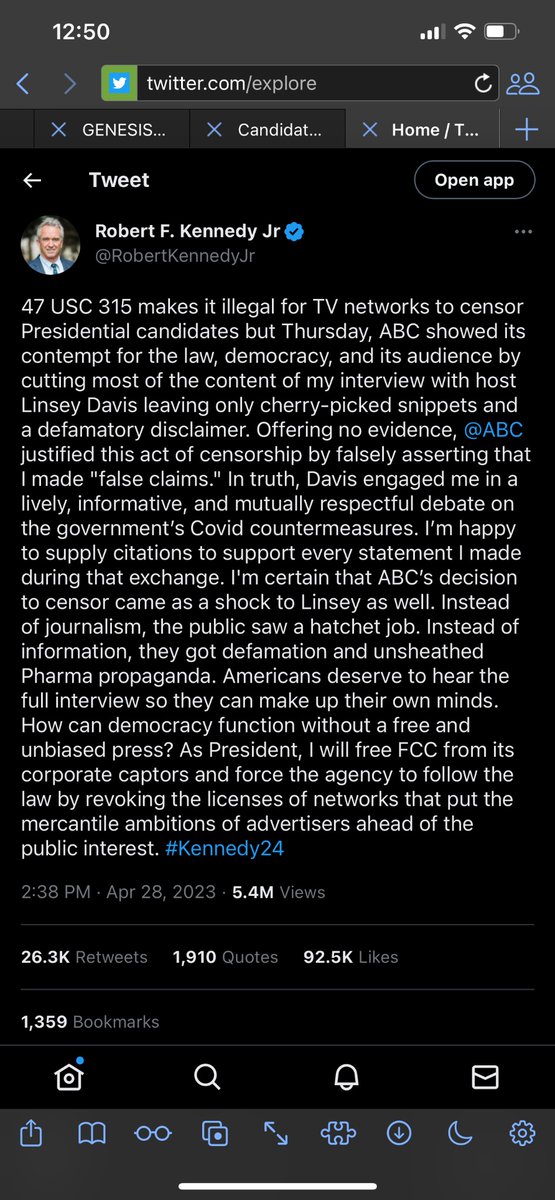 12:50
twitter.com/explore
GENESIS...
Candidat...
Home / T...
Tweet
Open app
Robert F. Kennedy Jr
@RobertKennedyJr
47 USC 315 makes it illegal for TV networks to censor
Presidential candidates but Thursday, ABC showed its
contempt for the law, democracy, and its audience by
cutting most of the content of my interview with host
Linsey Davis leaving only cherry-picked snippets and
a defamatory disclaimer. Offering no evidence, @ABC
justified this act of censorship by falsely asserting that
I made "false claims." In truth, Davis engaged me in a
lively, informative, and mutually respectful debate on
the government’s Covid countermeasures. I’m happy
to supply citations to support every statement I made
during that exchange. I'm certain that ABC’s decision
to censor came as a shock to Linsey as well. Instead
of journalism, the public saw a hatchet job. Instead of
information, they got defamation and unsheathed
Pharma propaganda. Americans deserve to hear the
full interview so they can make up their own minds.
How can democracy function without a free and
unbiased press? As President, I will free FCC from its
corporate captors and force the agency to follow the
law by revoking the licenses of networks that put the
mercantile ambitions of advertisers ahead of the
public interest. #Kennedy24
2:38 PM · Apr 28, 2023 · 5.4M Views
26.3K Retweets 1,910 Quotes 92.5K Likes
1,359 Bookmarks